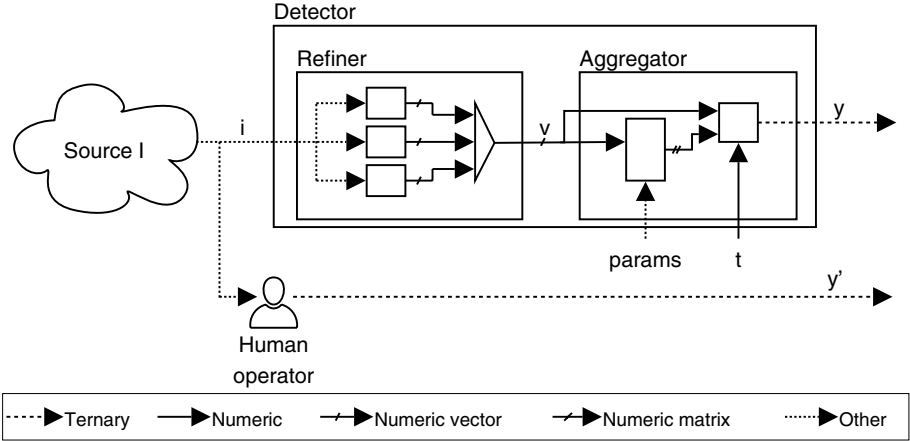 Detector
Refiner
Aggregator
Source I
i
v
y
params
t
y'
Human
operator
Ternary
Numeric
Numeric vector
Numeric matrix
Other